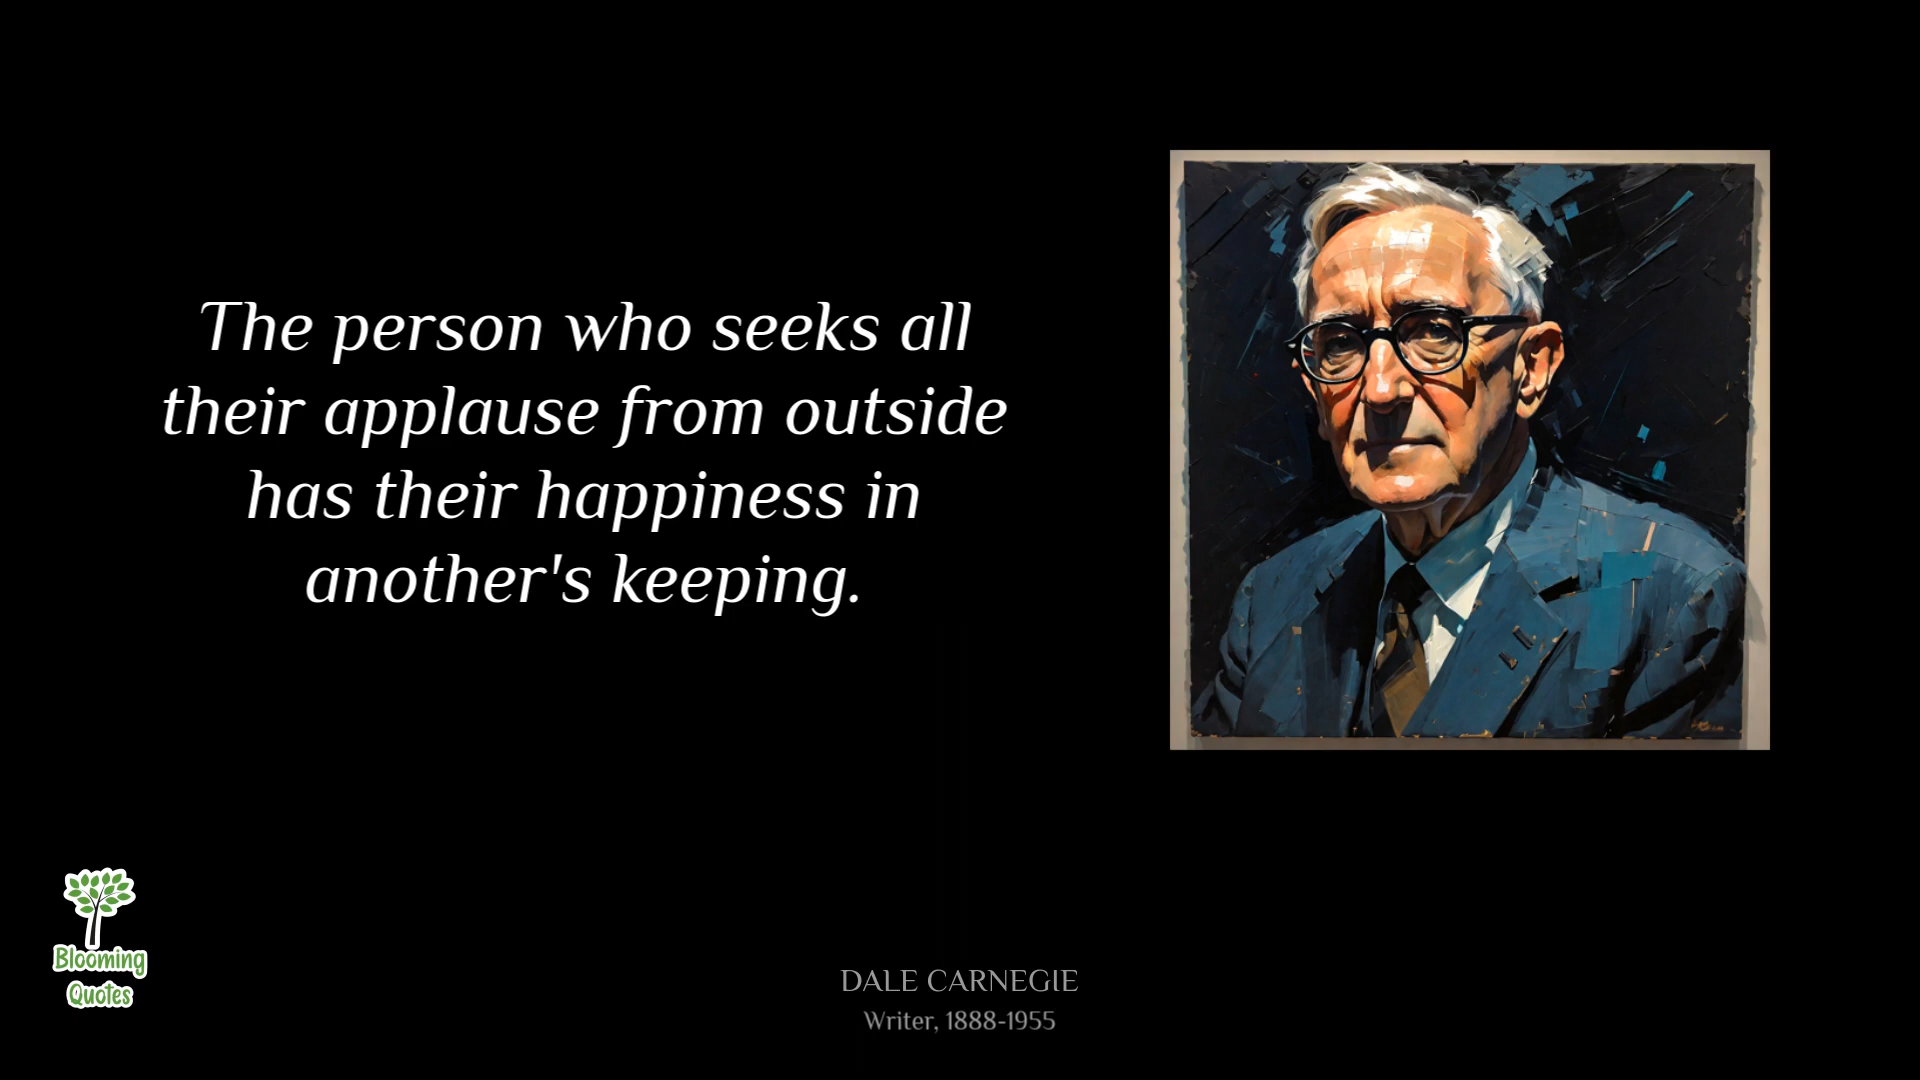 The person who seeks all
their applause from outside
has their happiness in
another's keeping.
Blooming
Quotes
DALE CARNEGIE
Writer, 1888-1955